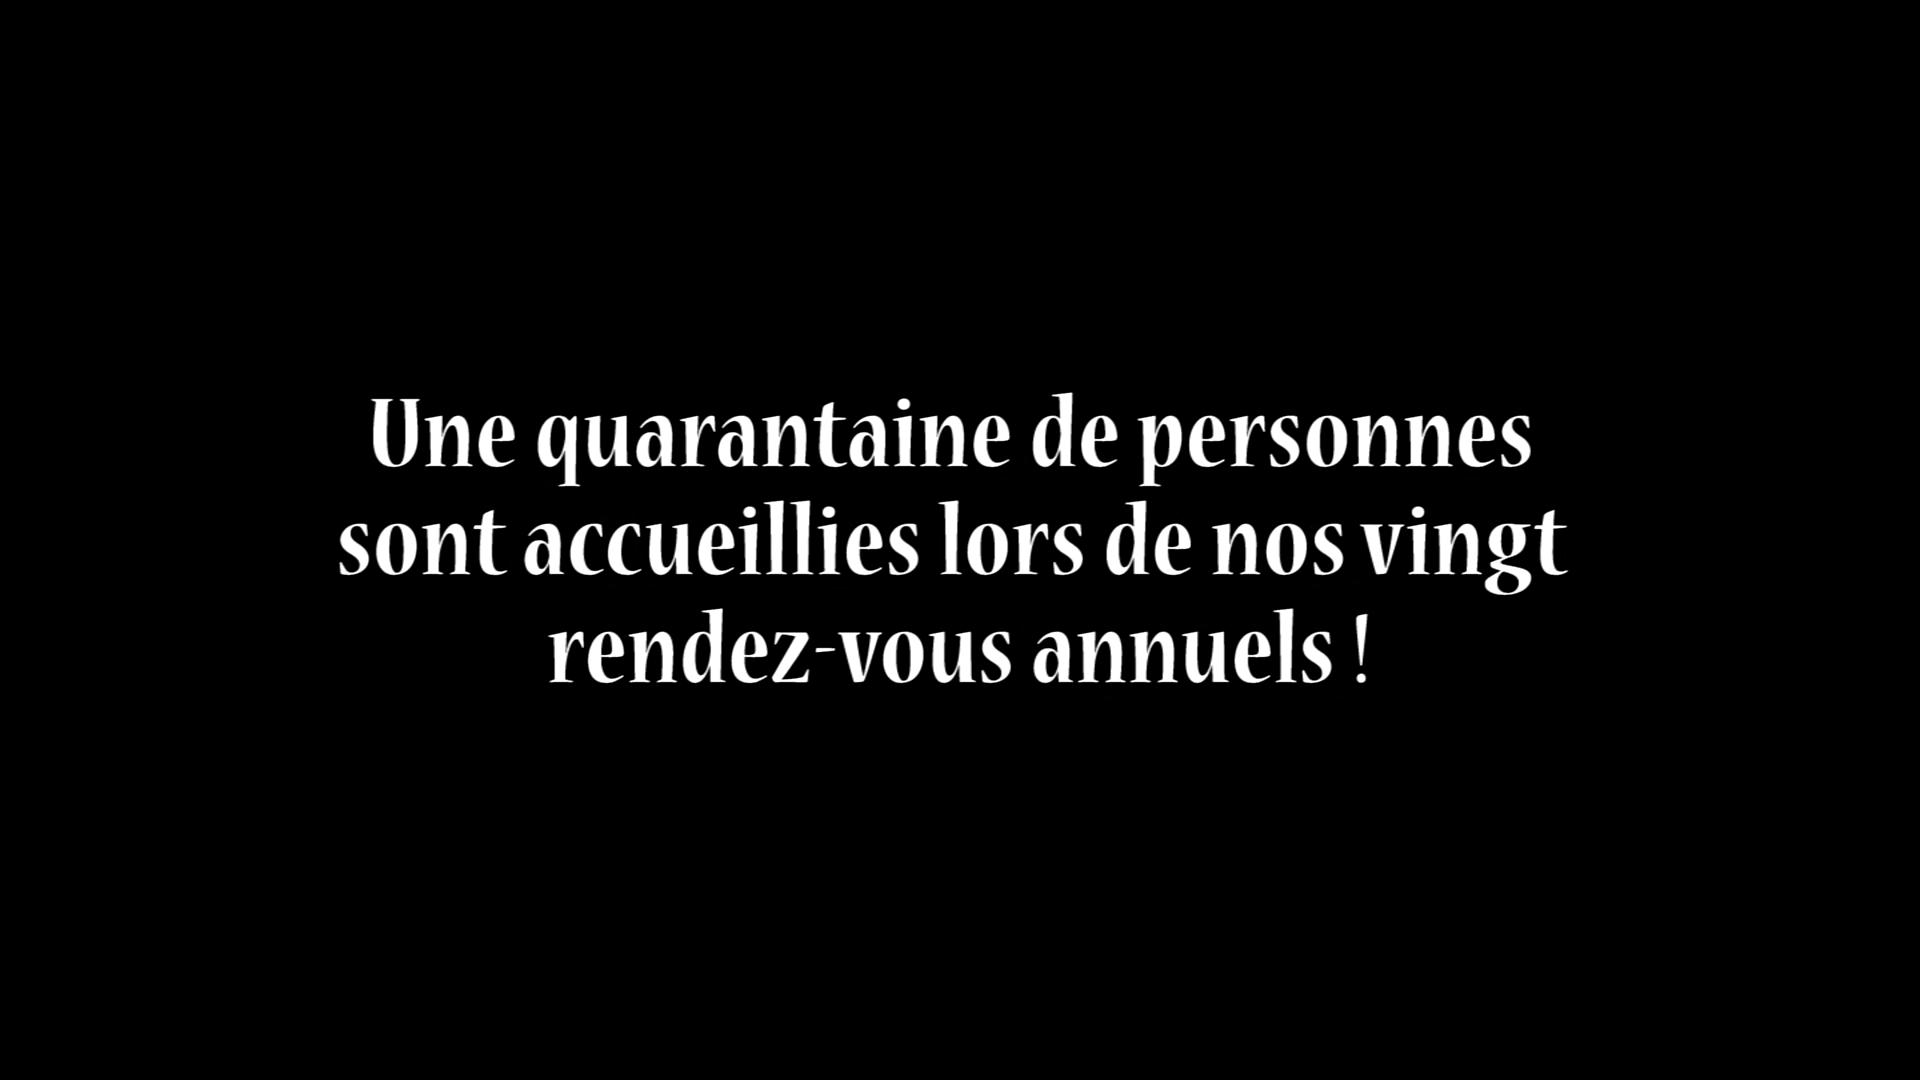 Une quarantaine de personnes
sont accueillies lors de nos vingt
rendez-vous annuels !